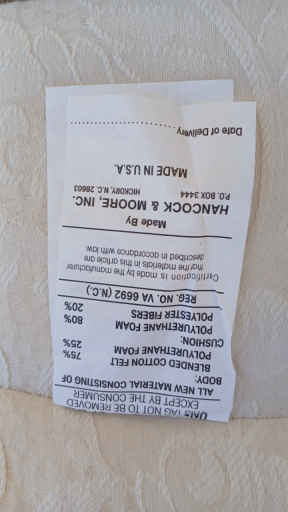 TAG NOT TO BE REMOVED
EXCEPT BY THE CONSUMER
ALL NEW MATERIAL CONSISTING OF
BODY:
BLENDED COTTON FELT 75%
POLYURETHANE FOAM 25%
CUSHION:
POLYURETHANE FOAM 80%
POLYESTER FIBERS 20%
REG. NO. VA 6692 (N.C.)
Certification is made by the manufacturer
that the materials in this article are
described in accordance with law.
Made By
HANCOCK & MOORE, INC.
P.O. BOX 3444 HICKORY, N.C. 28603
MADE IN U.S.A.
Date of Delivery